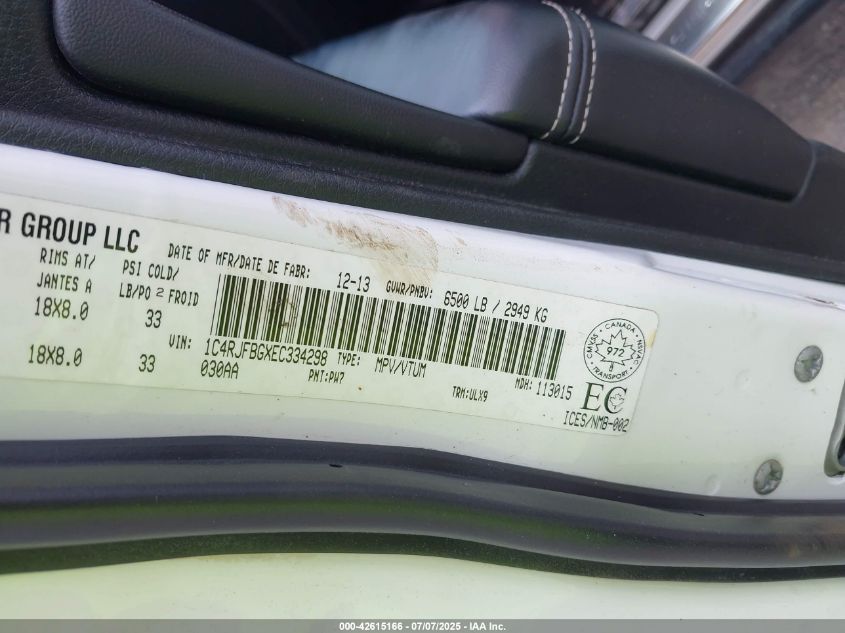 R GROUP LLC
DATE OF MFR/DATE DE FABR: 12-13 GVWR/PNBV: 6500 LB / 2949 KG
RIMS AT/ PSI COLD/
JANTES A LB/PO 2 FROID
18X8.0 33
18X8.0 33
VIN: 1C4RJFBGXEC334298 TYPE: MPV/VTUM MDH: 113015
030AA PNT:PW7 TRM:ULX9
CANADA
CMVSS 972 NSVA
TRANSPORT
EC
ICES/NMB-002
000-42615166 - 07/07/2025 - IAA Inc.